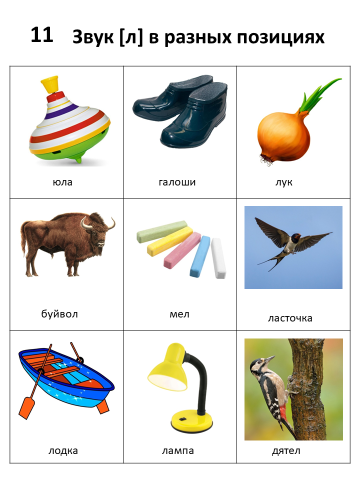 11 Звук [л] в разных позициях
юла галоши лук
буйвол мел ласточка
лодка лампа дятел